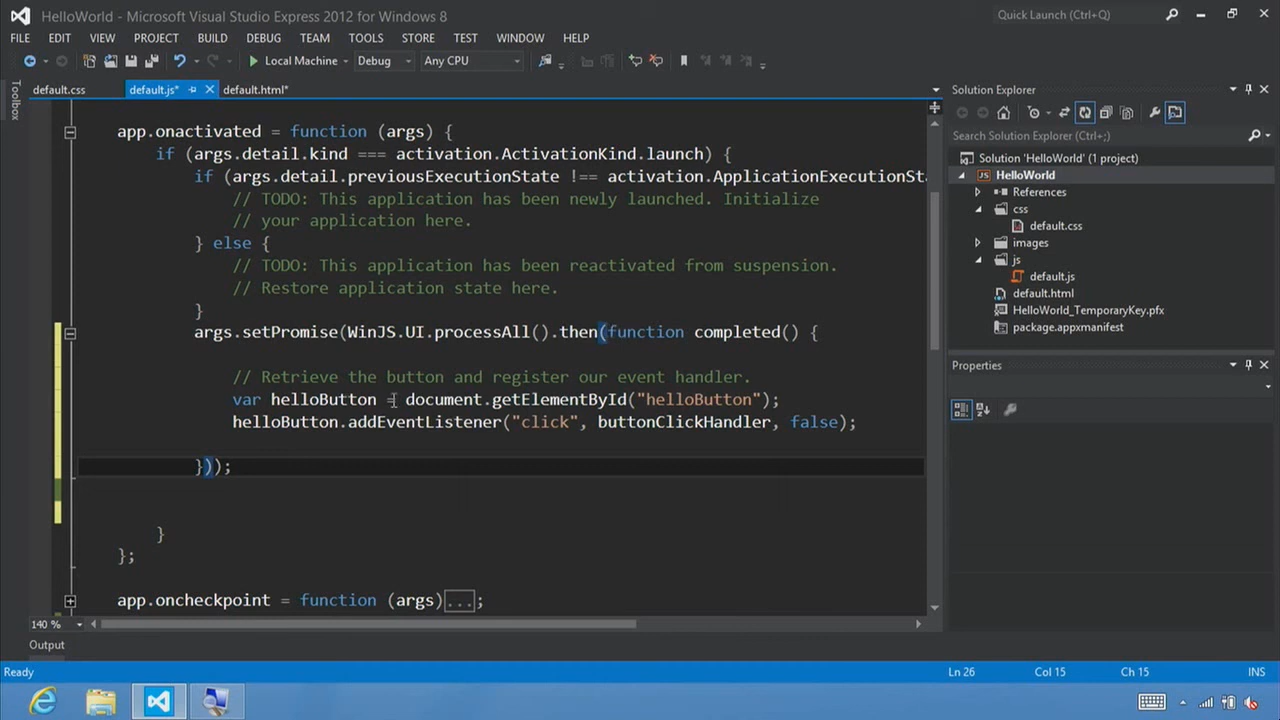 HelloWorld - Microsoft Visual Studio Express 2012 for Windows 8
Quick Launch (Ctrl+Q)
FILE EDIT VIEW PROJECT BUILD DEBUG TEAM TOOLS STORE TEST WINDOW HELP
Local Machine Debug Any CPU
Toolbox
default.css default.js* default.html*
app.onactivated = function (args) {
if (args.detail.kind === activation.ActivationKind.launch) {
if (args.detail.previousExecutionState !== activation.ApplicationExecutionSta
// TODO: This application has been newly launched. Initialize
// your application here.
} else {
// TODO: This application has been reactivated from suspension.
// Restore application state here.
}
args.setPromise(WinJS.UI.processAll().then(function completed() {
// Retrieve the button and register our event handler.
var helloButton = document.getElementById("helloButton");
helloButton.addEventListener("click", buttonClickHandler, false);
}));
}
};
app.oncheckpoint = function (args)...;
140 %
Output
Solution Explorer
Search Solution Explorer (Ctrl+;)
Solution 'HelloWorld' (1 project)
JS HelloWorld
References
css
default.css
images
js
default.js
default.html
HelloWorld_TemporaryKey.pfx
package.appxmanifest
Properties
Ready Ln 26 Col 15 Ch 15 INS